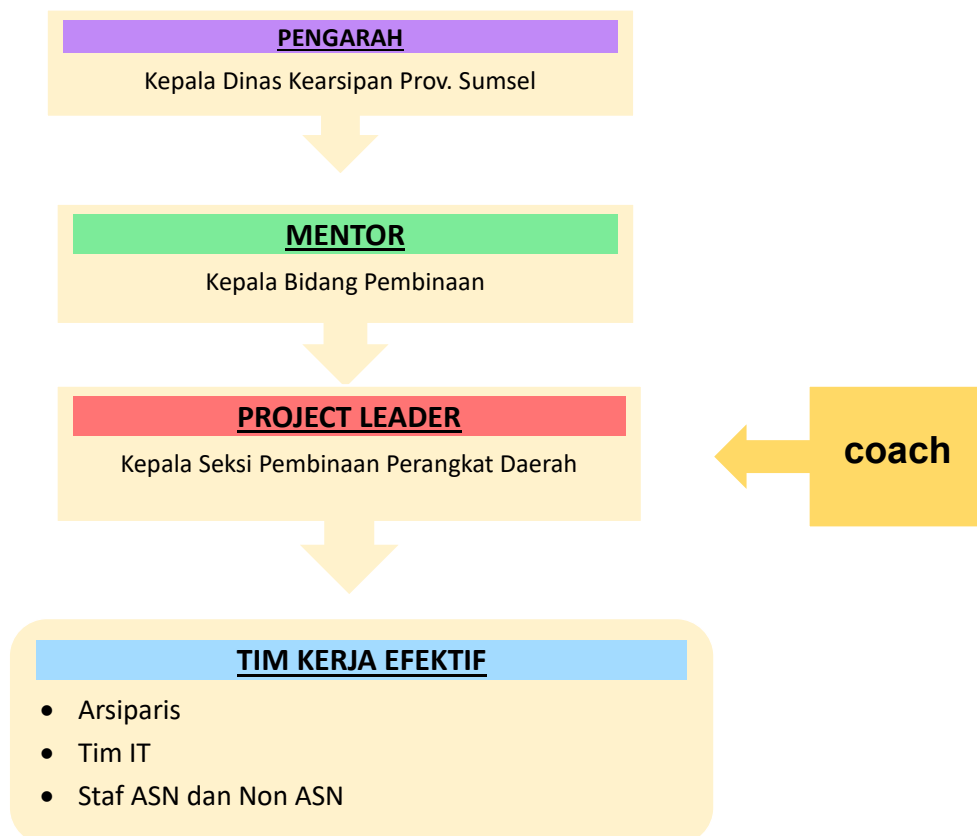 PENGARAH
Kepala Dinas Kearsipan Prov. Sumsel
MENTOR
Kepala Bidang Pembinaan
PROJECT LEADER
Kepala Seksi Pembinaan Perangkat Daerah
coach
TIM KERJA EFEKTIF
• Arsiparis
• Tim IT
• Staf ASN dan Non ASN